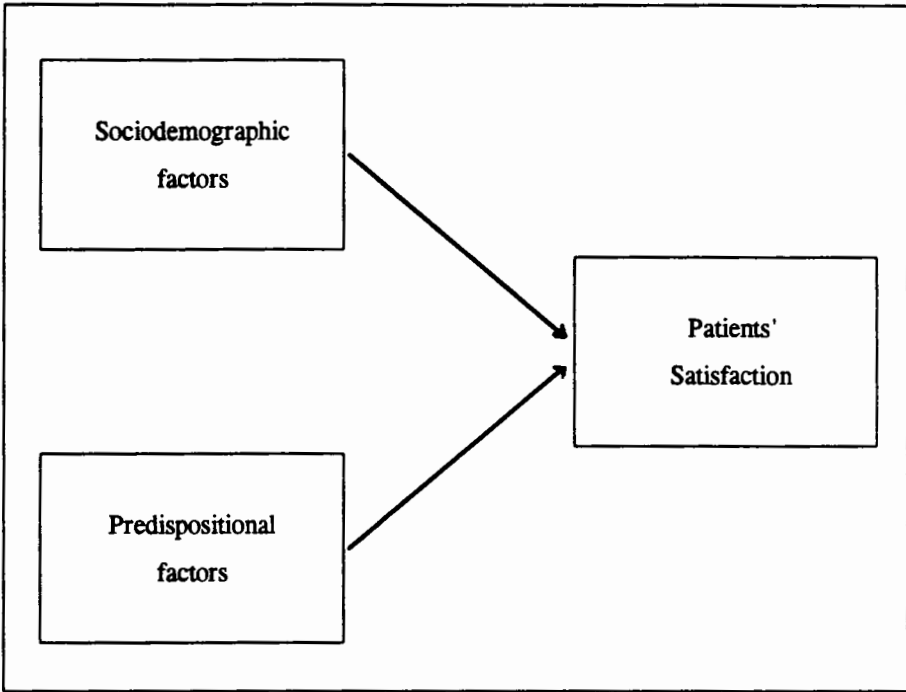 Sociodemographic
factors
Patients'
Satisfaction
Predispositional
factors